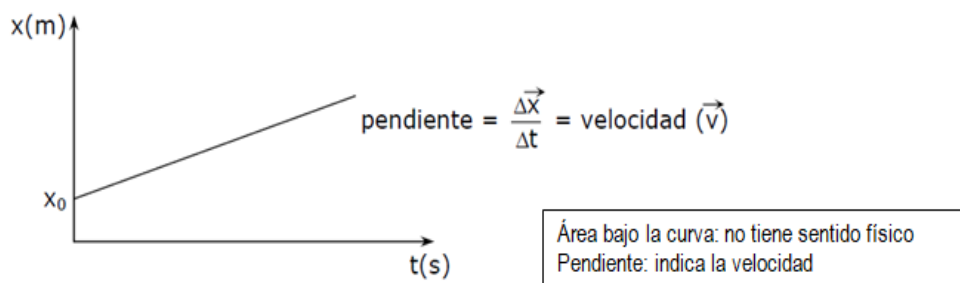 x(m)
pendiente = Δx⃗/Δt = velocidad (v⃗)
x₀
t(s)
Área bajo la curva: no tiene sentido físico
Pendiente: indica la velocidad